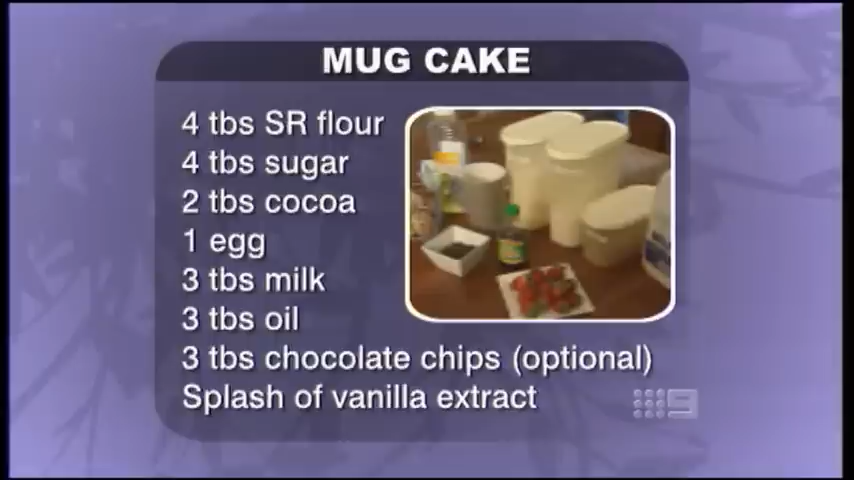 MUG CAKE
4 tbs SR flour
4 tbs sugar
2 tbs cocoa
1 egg
3 tbs milk
3 tbs oil
3 tbs chocolate chips (optional)
Splash of vanilla extract
9